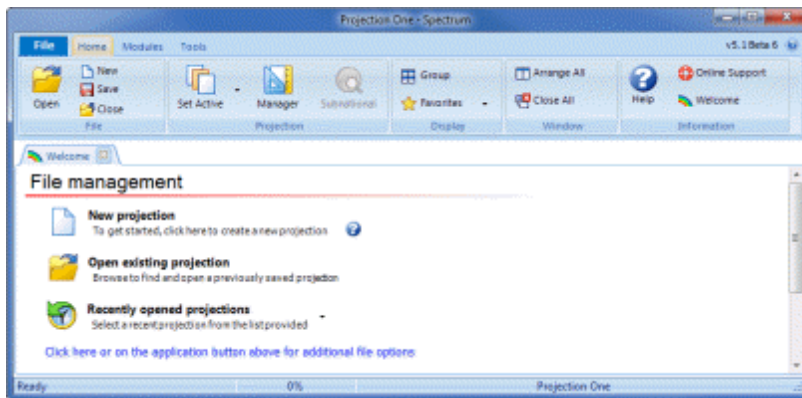 Projection One - Spectrum
File Home Modules Tools v5.1 Beta 6
New
Save
Open Close
Set Active Manager Subnational
Group
Favorites
Arrange All
Close All
Help
Online Support
Welcome
File Projection Display Window Information
Welcome
File management
New projection
To get started, click here to create a new projection
Open existing projection
Browse to find and open a previously saved projection
Recently opened projections
Select a recent projection from the list provided
Click here or on the application button above for additional file options
Ready 0% Projection One